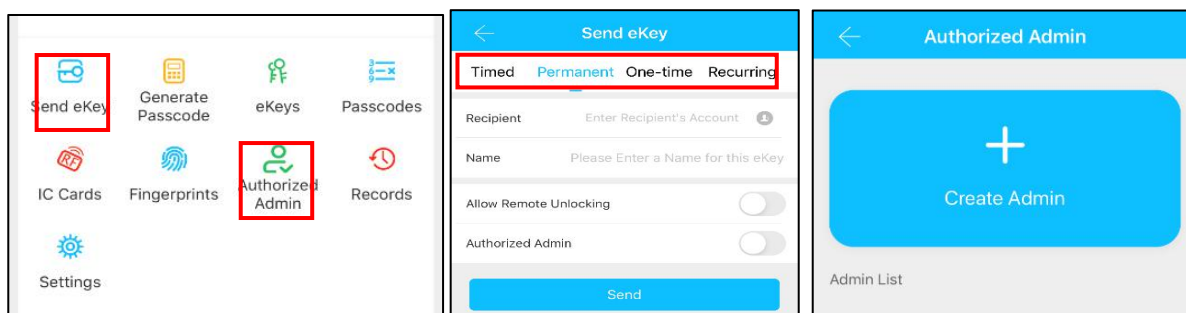 Send eKey
Generate
Passcode
eKeys
Passcodes
IC Cards
Fingerprints
Authorized
Admin
Records
Settings
Send eKey
Timed Permanent One-time Recurring
Recipient Enter Recipient's Account
Name Please Enter a Name for this eKey
Allow Remote Unlocking
Authorized Admin
Send
Authorized Admin
Create Admin
Admin List